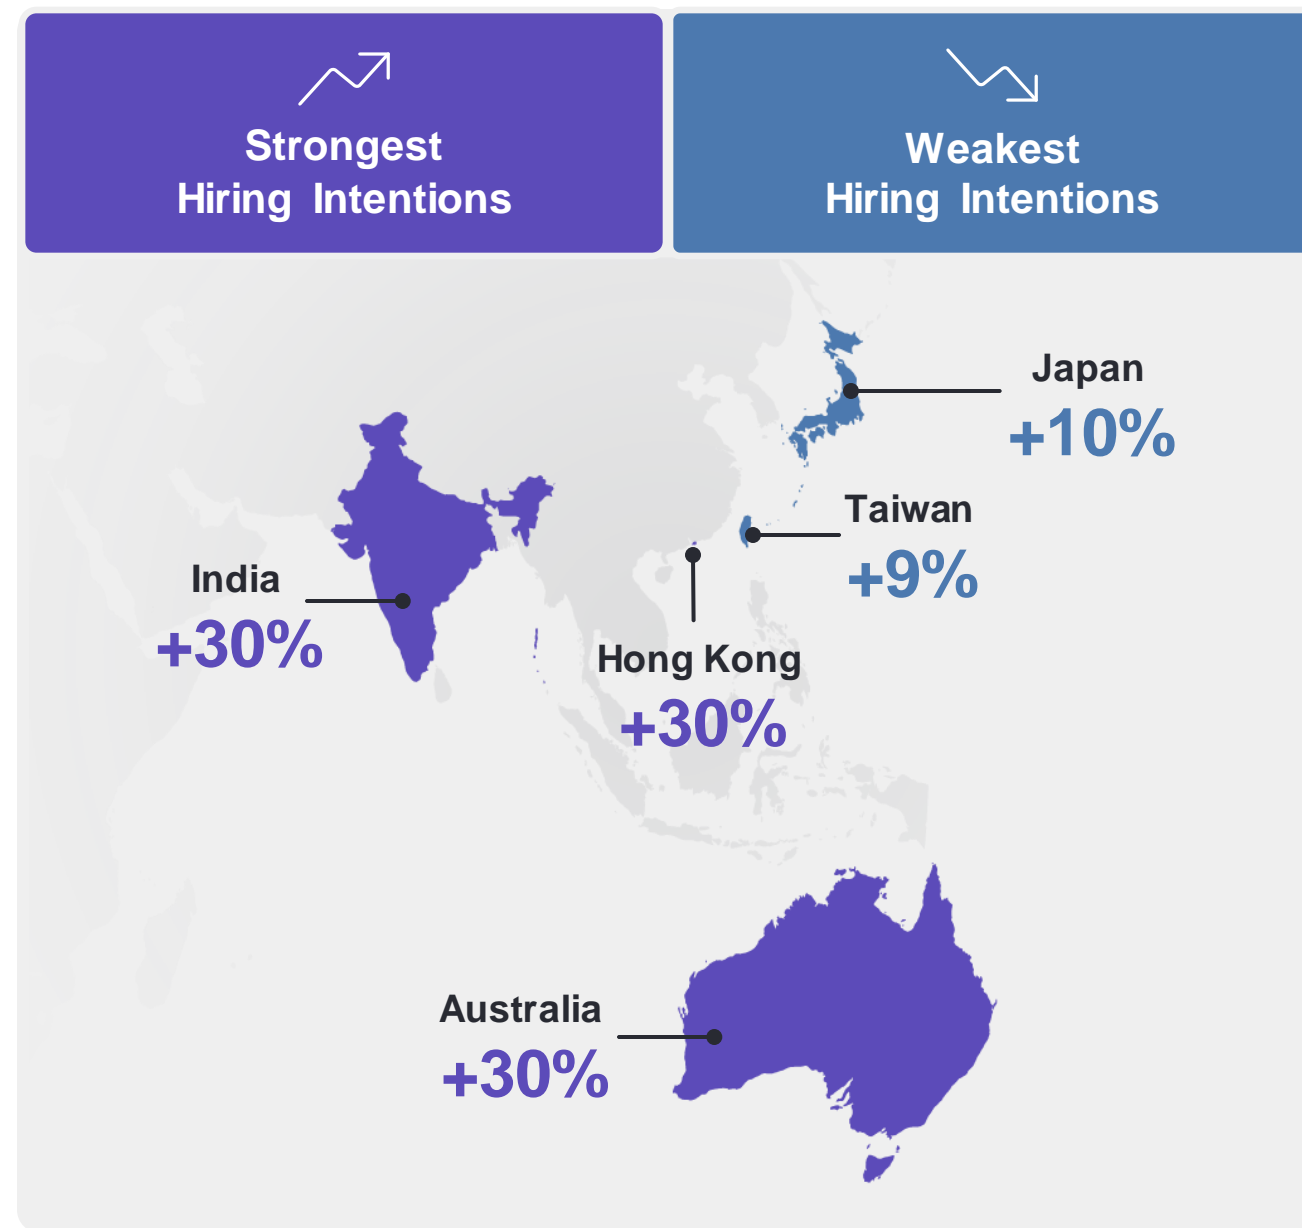 Strongest
Hiring Intentions
Weakest
Hiring Intentions
Japan
+10%
Taiwan
+9%
India
+30%
Hong Kong
+30%
Australia
+30%